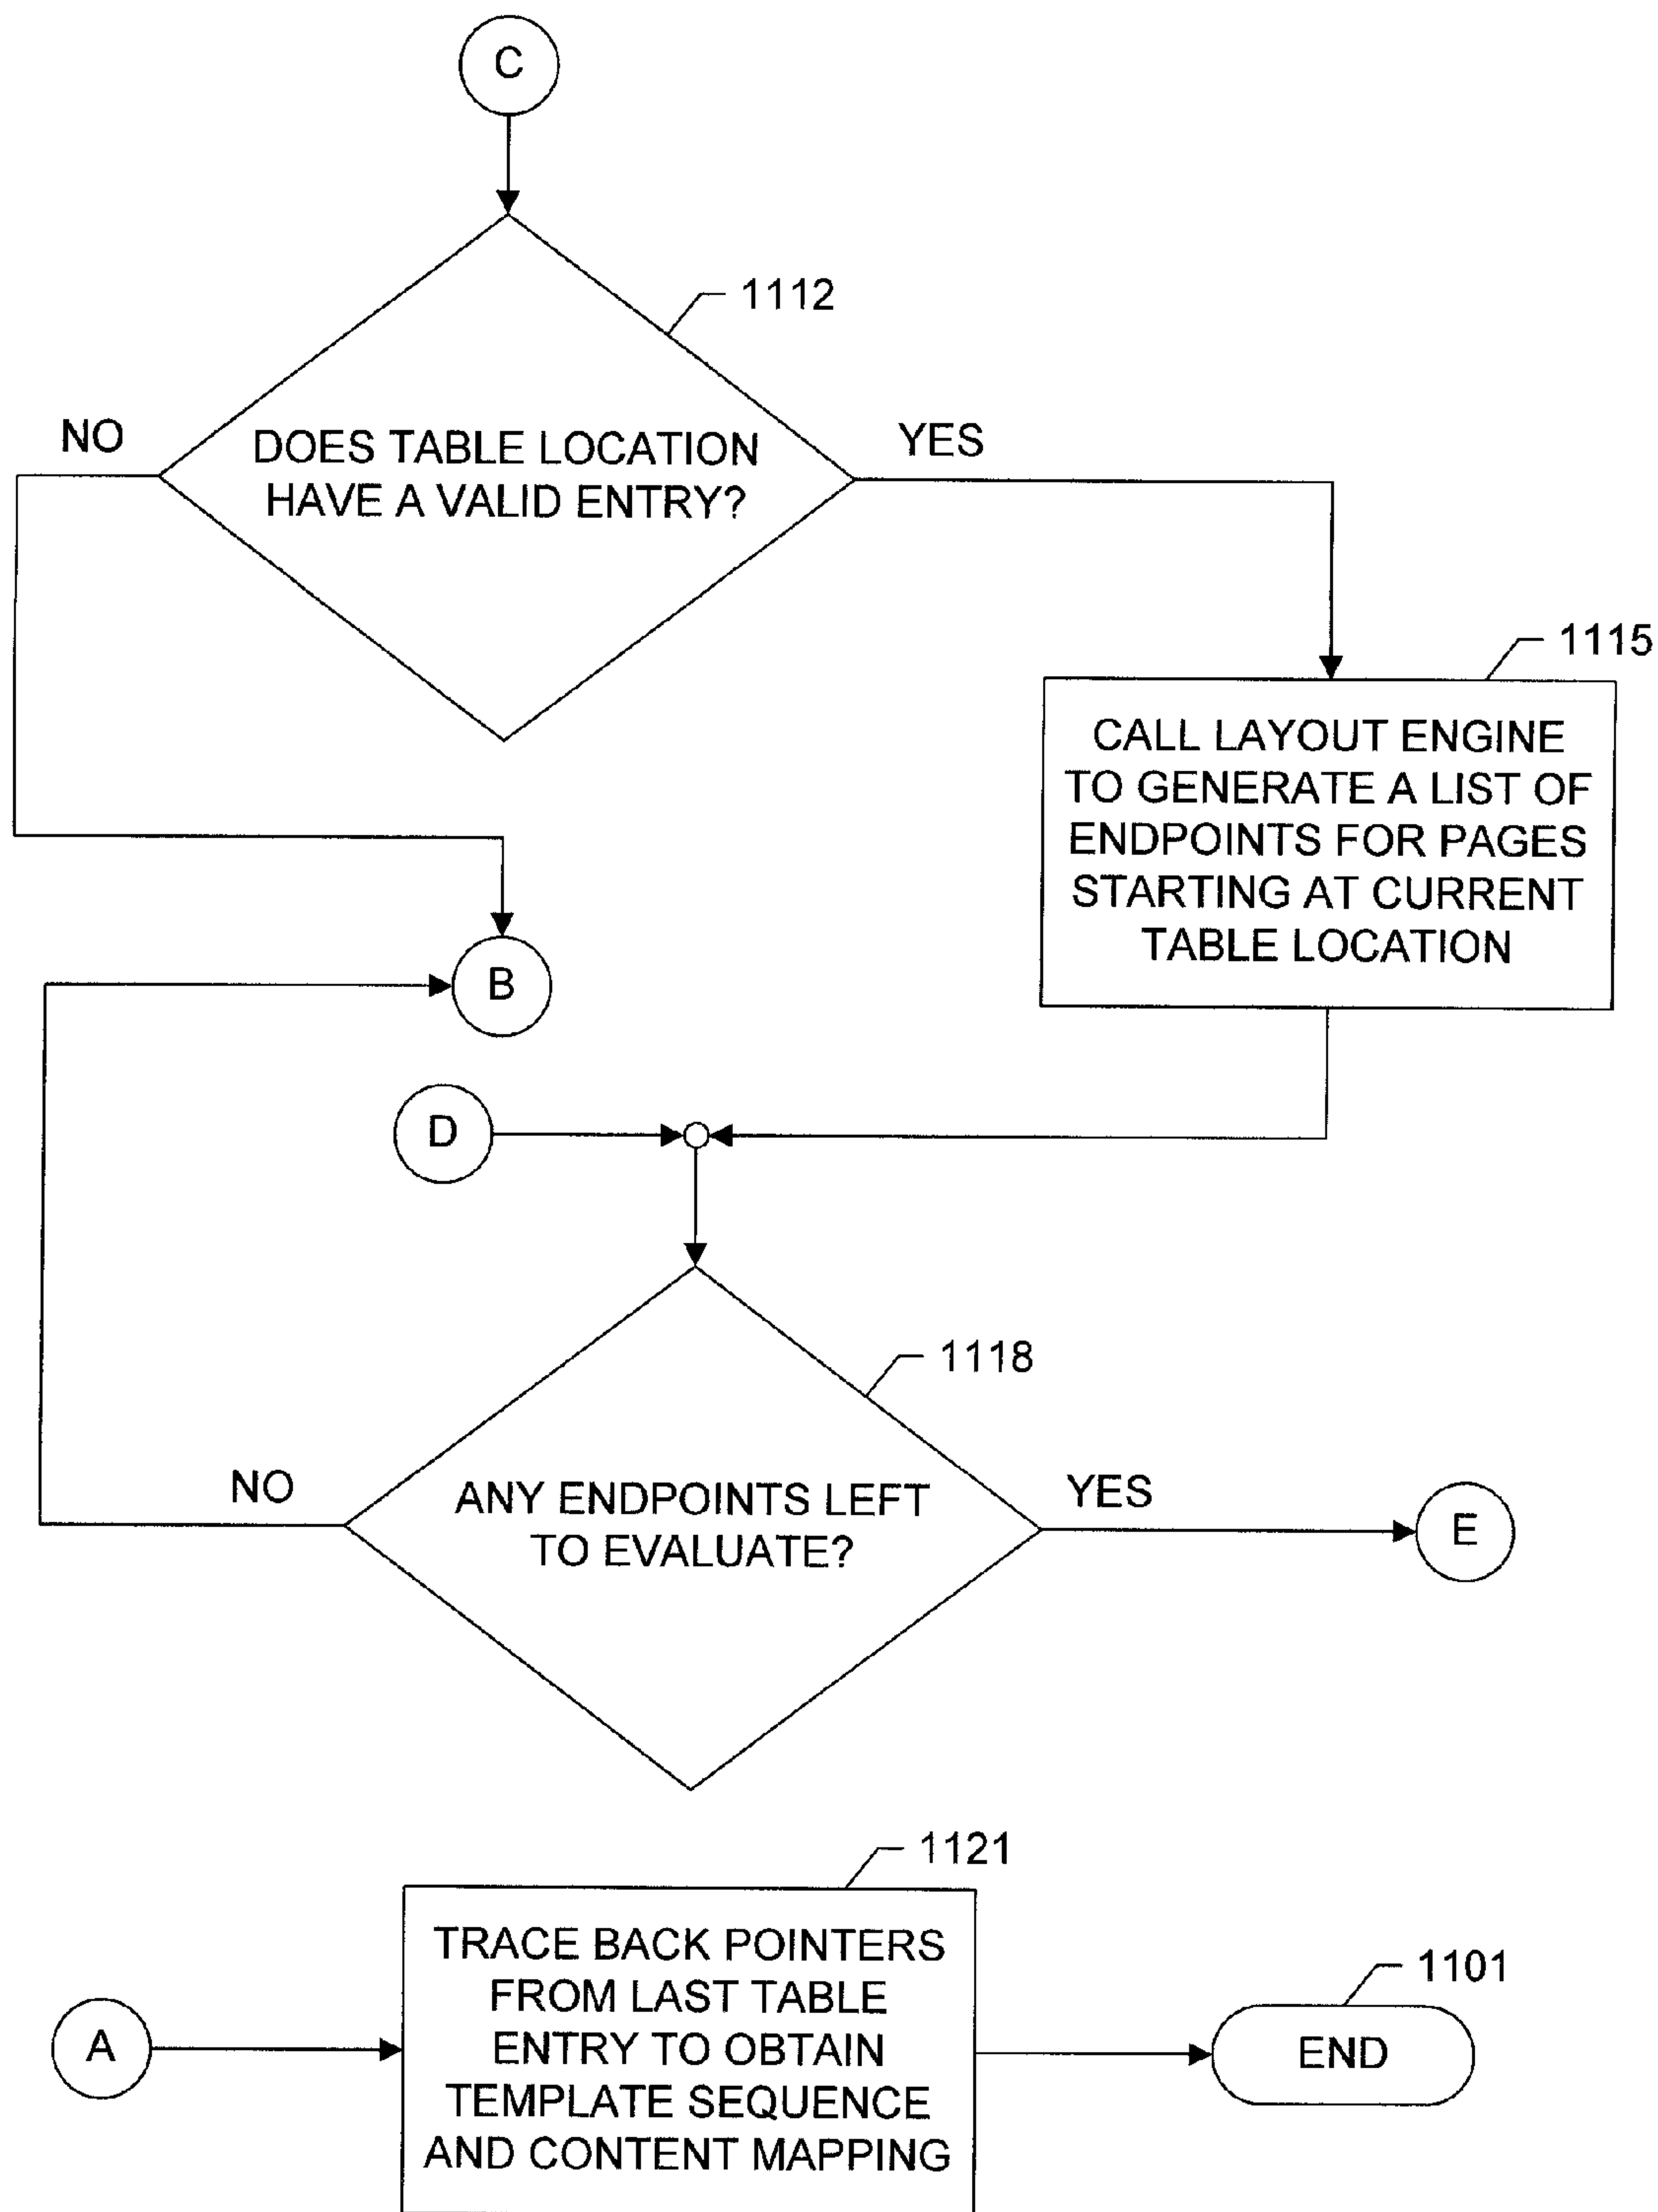 C
1112
NO
YES
DOES TABLE LOCATION
HAVE A VALID ENTRY?
1115
CALL LAYOUT ENGINE
TO GENERATE A LIST OF
ENDPOINTS FOR PAGES
STARTING AT CURRENT
TABLE LOCATION
B
D
1118
NO
YES
ANY ENDPOINTS LEFT
TO EVALUATE?
E
1121
TRACE BACK POINTERS
FROM LAST TABLE
ENTRY TO OBTAIN
TEMPLATE SEQUENCE
AND CONTENT MAPPING
A
1101
END